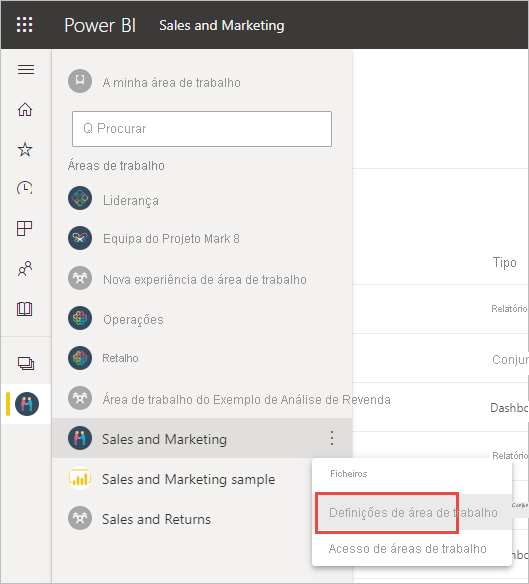 Power BI Sales and Marketing
A minha área de trabalho
Procurar
Áreas de trabalho
Liderança
Equipa do Projeto Mark 8
Nova experiência de área de trabalho
Tipo
Operações
Relatório
Retalho
Conjun
Área de trabalho do Exemplo de Análise de Revenda
Dashbo
Sales and Marketing
Relatório
Sales and Marketing sample
Ficheiros
Definições de área de trabalho
Sales and Returns
Acesso de áreas de trabalho
Dashbo